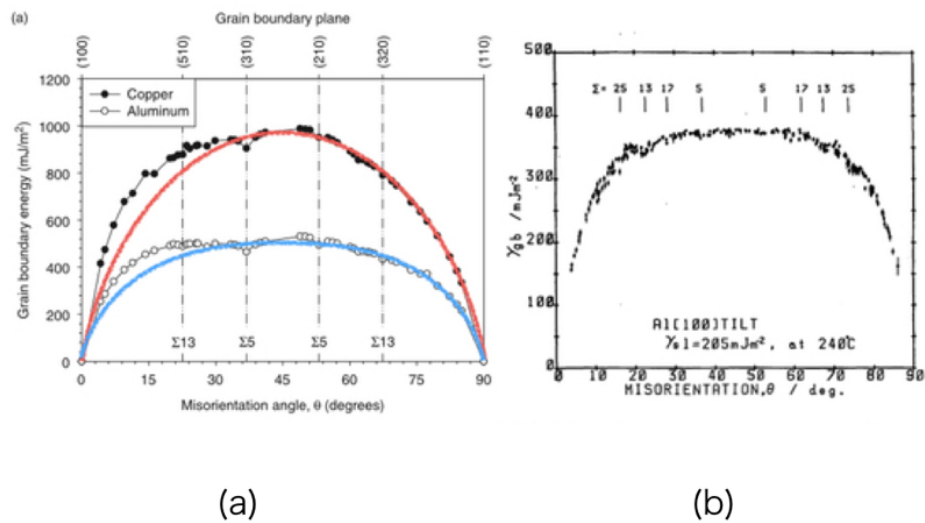 (a)
Grain boundary plane
(100)
(510)
(310)
(210)
(320)
(110)
Grain boundary energy (mJ/m²)
1200
1000
800
600
400
200
0
Copper
Aluminum
Σ13
Σ5
Σ5
Σ13
0
15
30
45
60
75
90
Misorientation angle, θ (degrees)
(a)
γgb /mJm⁻²
500
400
300
200
100
0
Σ= 25 13 17 5 5 17 13 25
Al[100]TILT
γsl=205mJm⁻², at 240℃
0 10 20 30 40 50 60 70 80 90
MISORIENTATION,θ / deg.
(b)